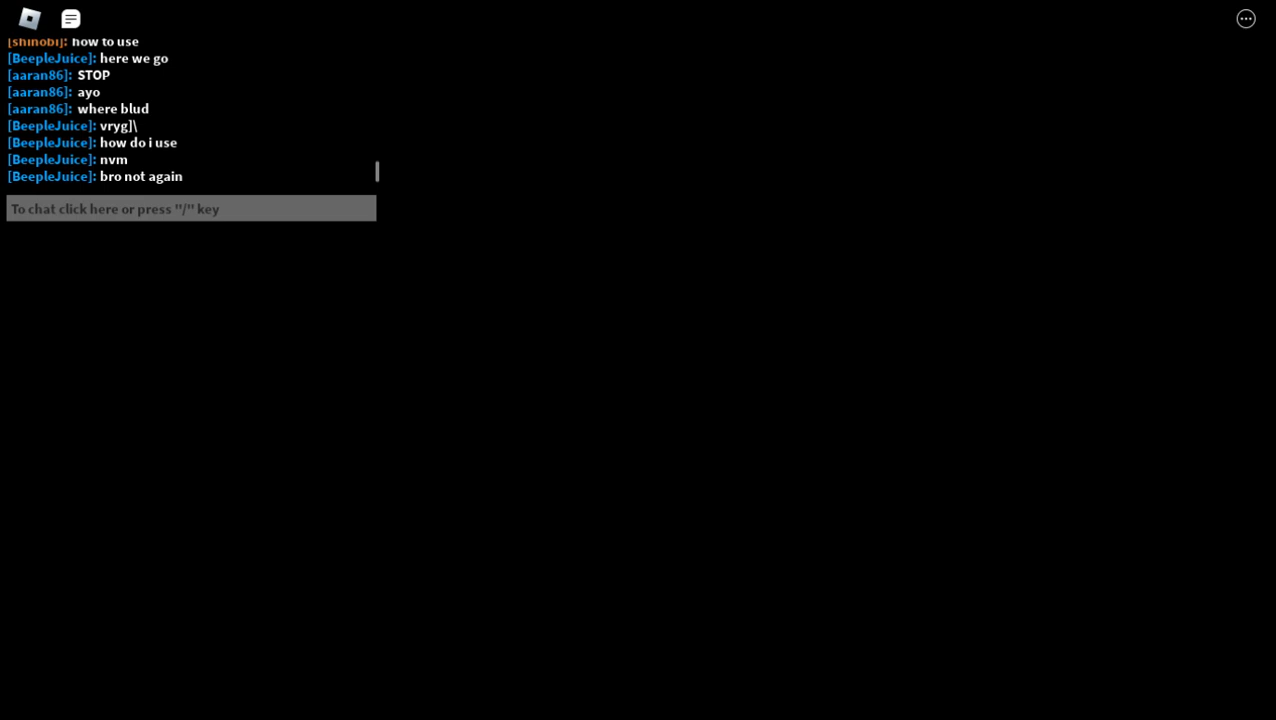 [shinobi]: how to use
[BeepleJuice]: here we go
[aaran86]: STOP
[aaran86]: ayo
[aaran86]: where blud
[BeepleJuice]: vryg]\
[BeepleJuice]: how do i use
[BeepleJuice]: nvm
[BeepleJuice]: bro not again
To chat click here or press "/" key